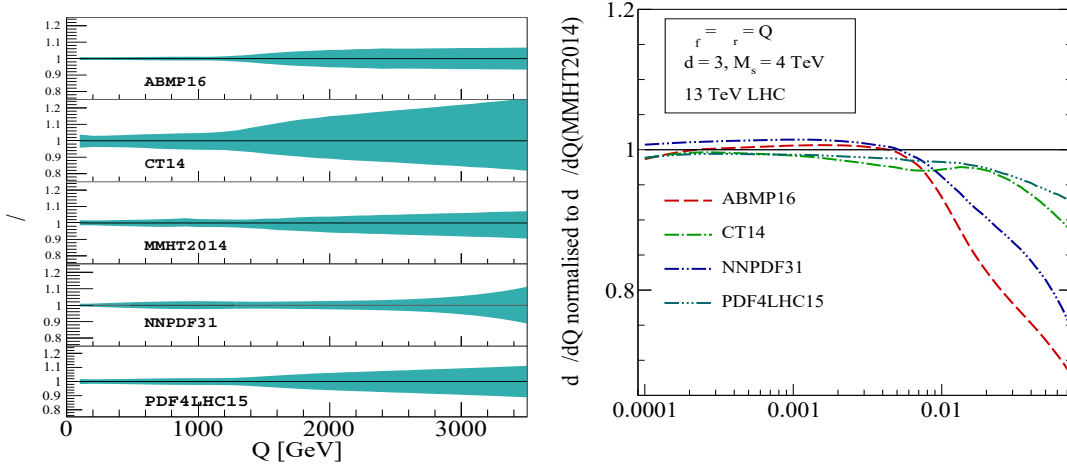 1.2
1.1
1
0.9
0.8
ABMP16
1.2
1.1
1
0.9
0.8
CT14
1.2
1.1
1
0.9
0.8
MMHT2014
1.2
1.1
1
0.9
0.8
NNPDF31
1.2
1.1
1
0.9
0.8
PDF4LHC15
/
0 1000 2000 3000
Q [GeV]
d /dQ normalised to d /dQ(MMHT2014)
1.2
1
0.8
f = r = Q
d = 3, Ms = 4 TeV
13 TeV LHC
ABMP16
CT14
NNPDF31
PDF4LHC15
0.0001 0.001 0.01